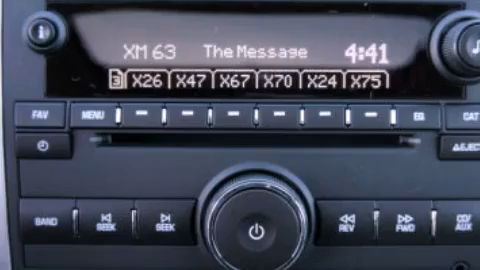 XM 63 The Message 4:41
3 X26 X47 X67 X70 X24 X75
FAV MENU EQ CAT
EJECT
BAND SEEK SEEK REV FWD CD/AUX